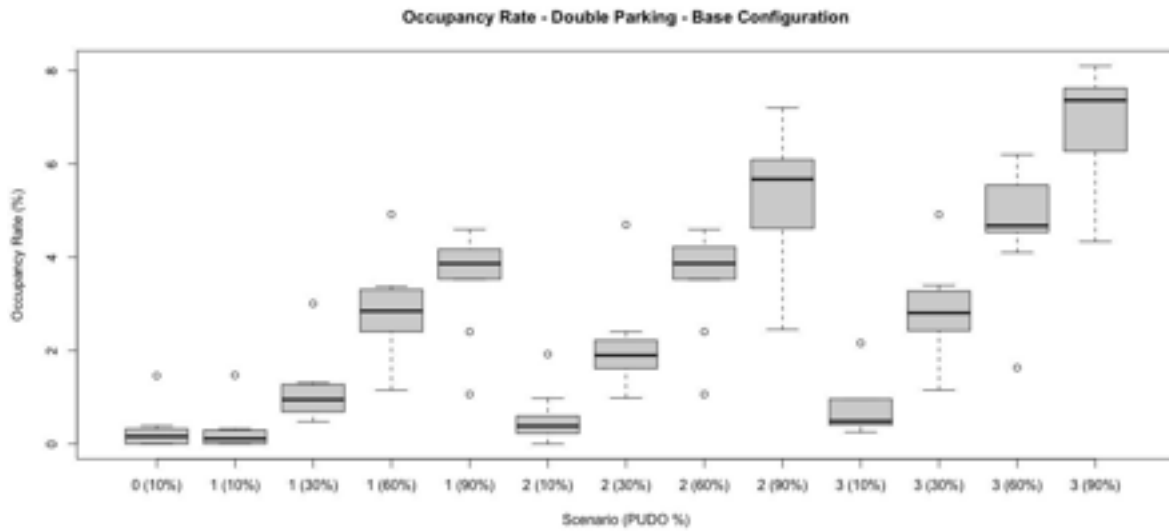 Occupancy Rate - Double Parking - Base Configuration
Occupancy Rate (%)
8
6
4
2
0
0 (10%) 1 (10%) 1 (30%) 1 (60%) 1 (90%) 2 (10%) 2 (30%) 2 (60%) 2 (90%) 3 (10%) 3 (30%) 3 (60%) 3 (90%)
Scenario (PUDO %)